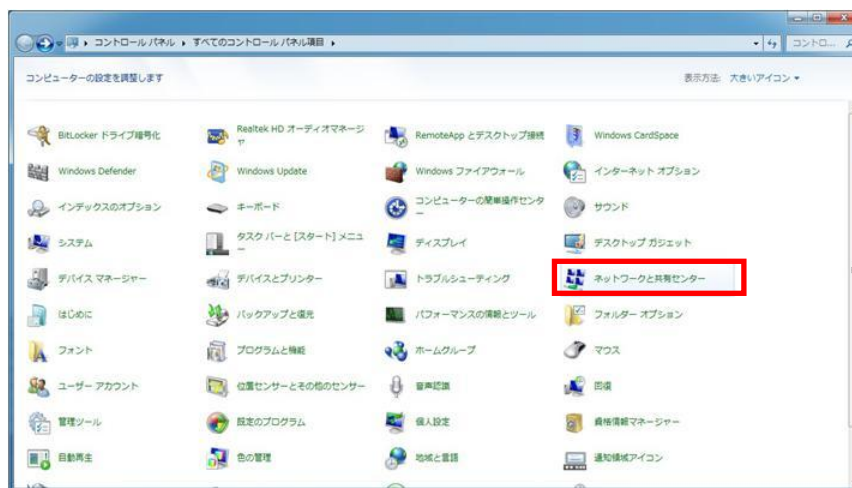 コントロール パネル ▸ すべてのコントロール パネル項目 ▸
コントロ...
コンピューターの設定を調整します
表示方法: 大きいアイコン
BitLocker ドライブ暗号化
Realtek HD オーディオマネージ
ャ
RemoteApp とデスクトップ接続
Windows CardSpace
Windows Defender
Windows Update
Windows ファイアウォール
インターネット オプション
インデックスのオプション
キーボード
コンピューターの簡単操作センタ
ー
サウンド
システム
タスク バーと [スタート] メニュ
ー
ディスプレイ
デスクトップ ガジェット
デバイス マネージャー
デバイスとプリンター
トラブルシューティング
ネットワークと共有センター
はじめに
バックアップと復元
パフォーマンスの情報とツール
フォルダー オプション
フォント
プログラムと機能
ホームグループ
マウス
ユーザー アカウント
位置センサーとその他のセンサー
音声認識
回復
管理ツール
既定のプログラム
個人設定
資格情報マネージャー
自動再生
色の管理
地域と言語
通知領域アイコン